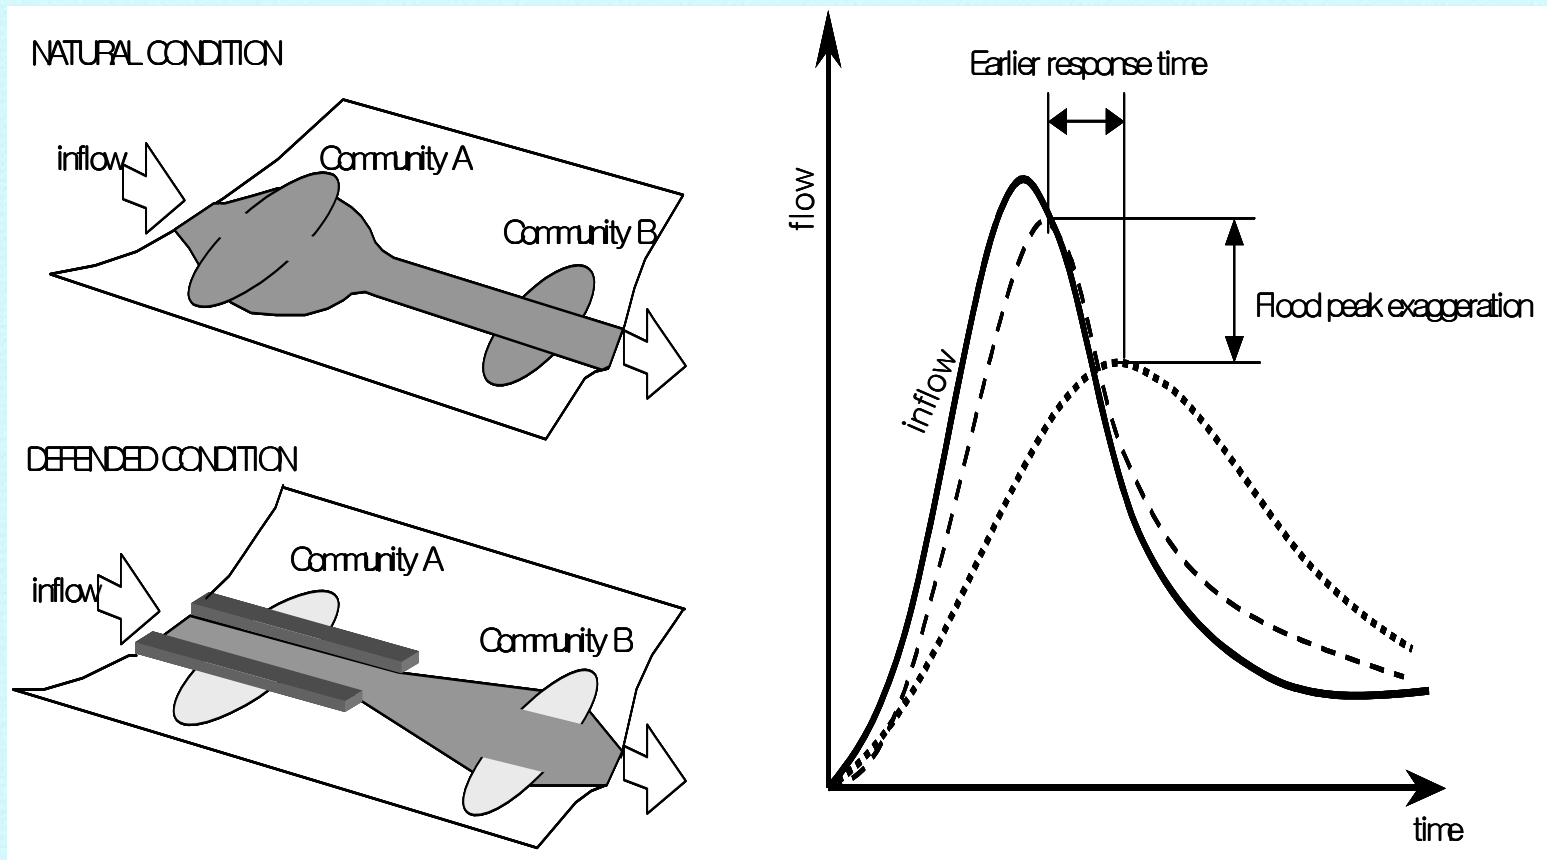 NATURAL CONDITION
inflow
Community A
Community B
DEFENDED CONDITION
inflow
Community A
Community B
Earlier response time
flow
inflow
Flood peak exaggeration
time